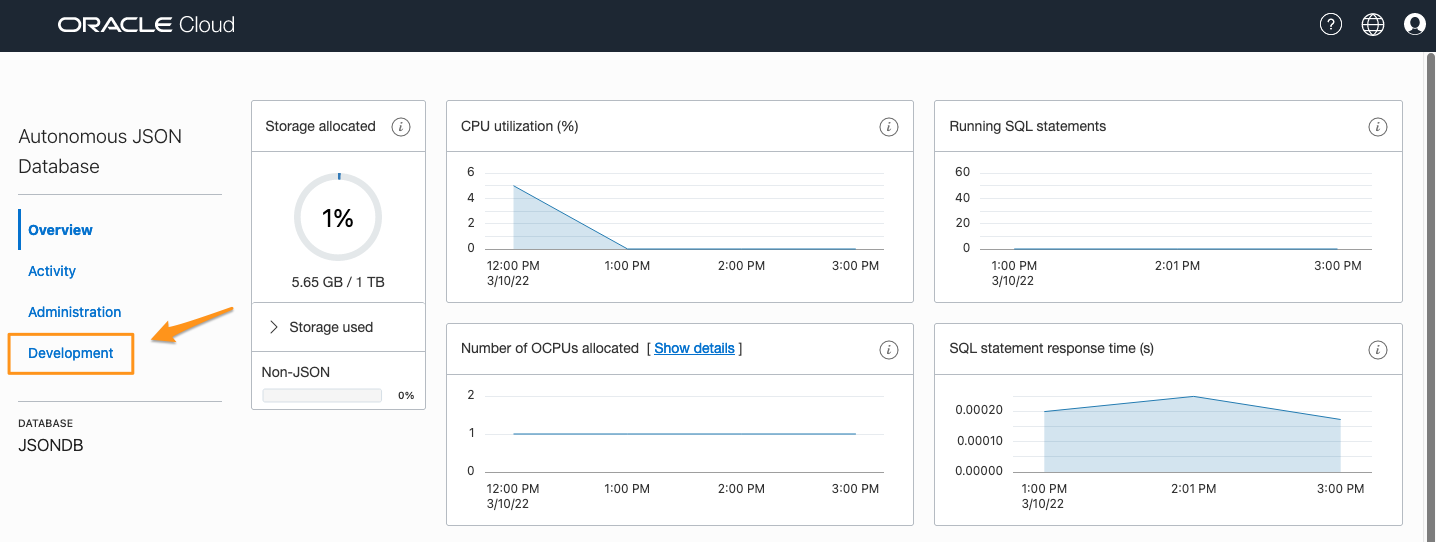 ORACLE Cloud
Autonomous JSON
Database
Overview
Activity
Administration
Development
DATABASE
JSONDB
Storage allocated
1%
5.65 GB / 1 TB
Storage used
Non-JSON
0%
CPU utilization (%)
6
4
2
0
12:00 PM 1:00 PM 2:00 PM 3:00 PM
3/10/22
Running SQL statements
60
40
20
0
1:00 PM 2:01 PM 3:00 PM
3/10/22
Number of OCPUs allocated [ Show details ]
2
1
0
12:00 PM 1:00 PM 2:00 PM 3:00 PM
3/10/22
SQL statement response time (s)
0.00020
0.00010
0.00000
1:00 PM 2:01 PM 3:00 PM
3/10/22